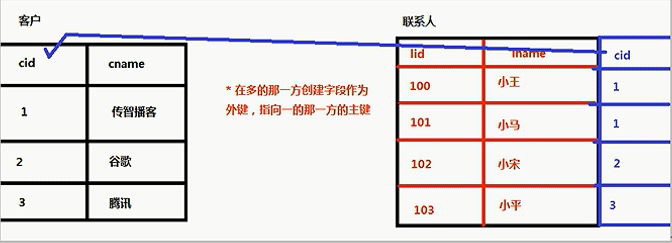 客户
cid cname
1 传智播客
2 谷歌
3 腾讯
* 在多的那一方创建字段作为
外键，指向一的那一方的主键
联系人
lid lname cid
100 小王 1
101 小马 1
102 小宋 2
103 小平 3